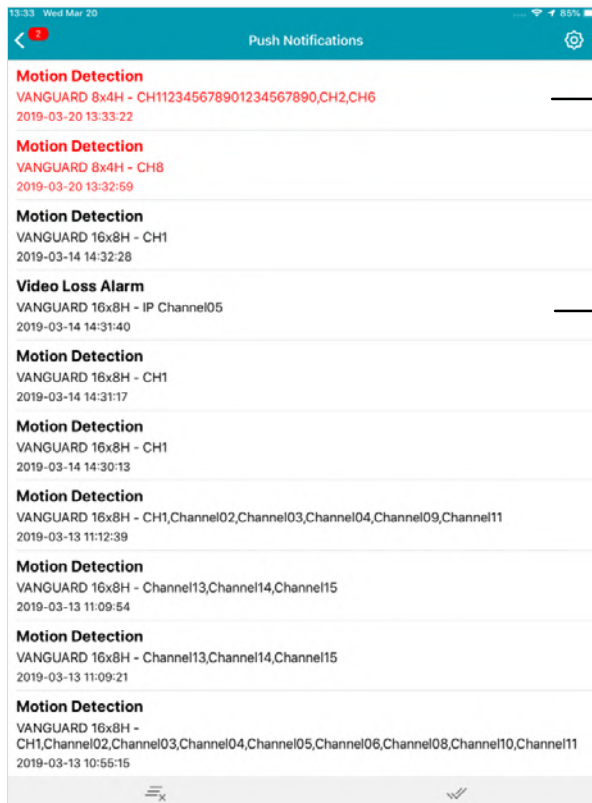 13:33 Wed Mar 20
85%
2
Push Notifications
Motion Detection
VANGUARD 8x4H - CH112345678901234567890,CH2,CH6
2019-03-20 13:33:22
Motion Detection
VANGUARD 8x4H - CH8
2019-03-20 13:32:59
Motion Detection
VANGUARD 16x8H - CH1
2019-03-14 14:32:28
Video Loss Alarm
VANGUARD 16x8H - IP Channel05
2019-03-14 14:31:40
Motion Detection
VANGUARD 16x8H - CH1
2019-03-14 14:31:17
Motion Detection
VANGUARD 16x8H - CH1
2019-03-14 14:30:13
Motion Detection
VANGUARD 16x8H - CH1,Channel02,Channel03,Channel04,Channel09,Channel11
2019-03-13 11:12:39
Motion Detection
VANGUARD 16x8H - Channel13,Channel14,Channel15
2019-03-13 11:09:54
Motion Detection
VANGUARD 16x8H - Channel13,Channel14,Channel15
2019-03-13 11:09:21
Motion Detection
VANGUARD 16x8H -
CH1,Channel02,Channel03,Channel04,Channel05,Channel06,Channel08,Channel10,Channel11
2019-03-13 10:55:15